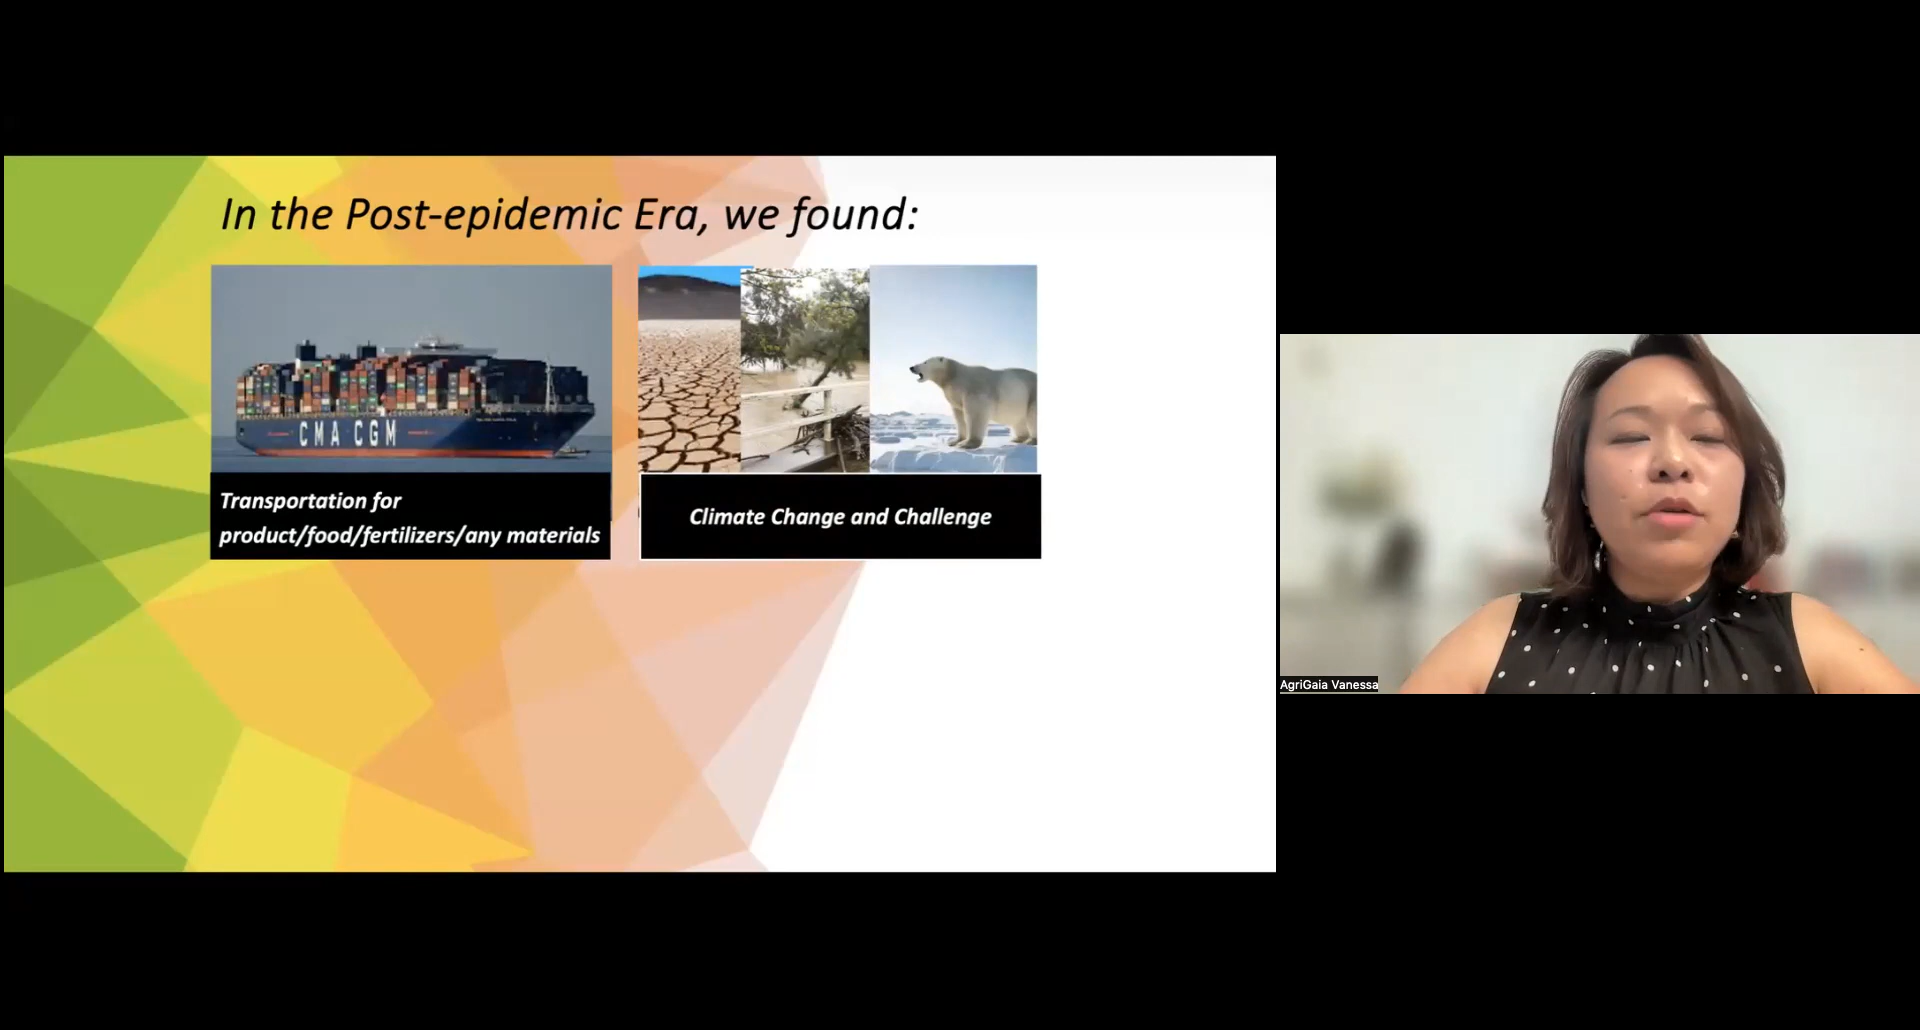 In the Post-epidemic Era, we found:
CMA CGM
Transportation for
product/food/fertilizers/any materials
Climate Change and Challenge
AgriGaia Vanessa